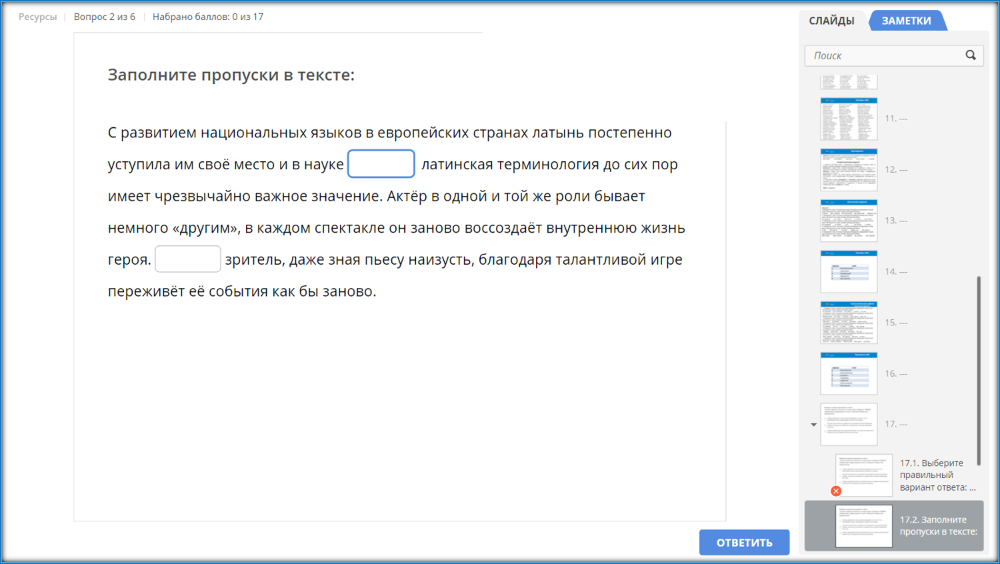 Ресурсы
Вопрос 2 из 6
Набрано баллов: 0 из 17
СЛАЙДЫ
ЗАМЕТКИ
Поиск
Заполните пропуски в тексте:
С развитием национальных языков в европейских странах латынь постепенно
уступила им своё место и в науке латинская терминология до сих пор
имеет чрезвычайно важное значение. Актёр в одной и той же роли бывает
немного «другим», в каждом спектакле он заново воссоздаёт внутреннюю жизнь
героя. зритель, даже зная пьесу наизусть, благодаря талантливой игре
переживёт её события как бы заново.
ОТВЕТИТЬ
11. ---
12. ---
13. ---
14. ---
15. ---
16. ---
17. ---
17.1. Выберите
правильный
вариант ответа: ...
17.2. Заполните
пропуски в тексте: